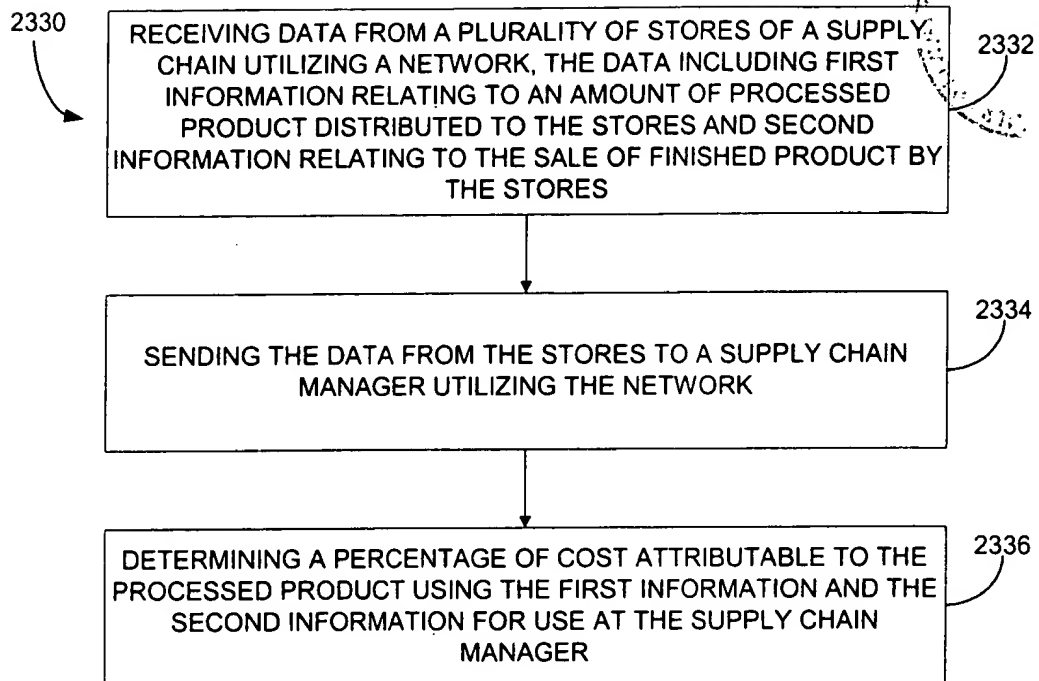 2330
RECEIVING DATA FROM A PLURALITY OF STORES OF A SUPPLY
CHAIN UTILIZING A NETWORK, THE DATA INCLUDING FIRST
INFORMATION RELATING TO AN AMOUNT OF PROCESSED
PRODUCT DISTRIBUTED TO THE STORES AND SECOND
INFORMATION RELATING TO THE SALE OF FINISHED PRODUCT BY
THE STORES
2332
SENDING THE DATA FROM THE STORES TO A SUPPLY CHAIN
MANAGER UTILIZING THE NETWORK
2334
DETERMINING A PERCENTAGE OF COST ATTRIBUTABLE TO THE
PROCESSED PRODUCT USING THE FIRST INFORMATION AND THE
SECOND INFORMATION FOR USE AT THE SUPPLY CHAIN
MANAGER
2336